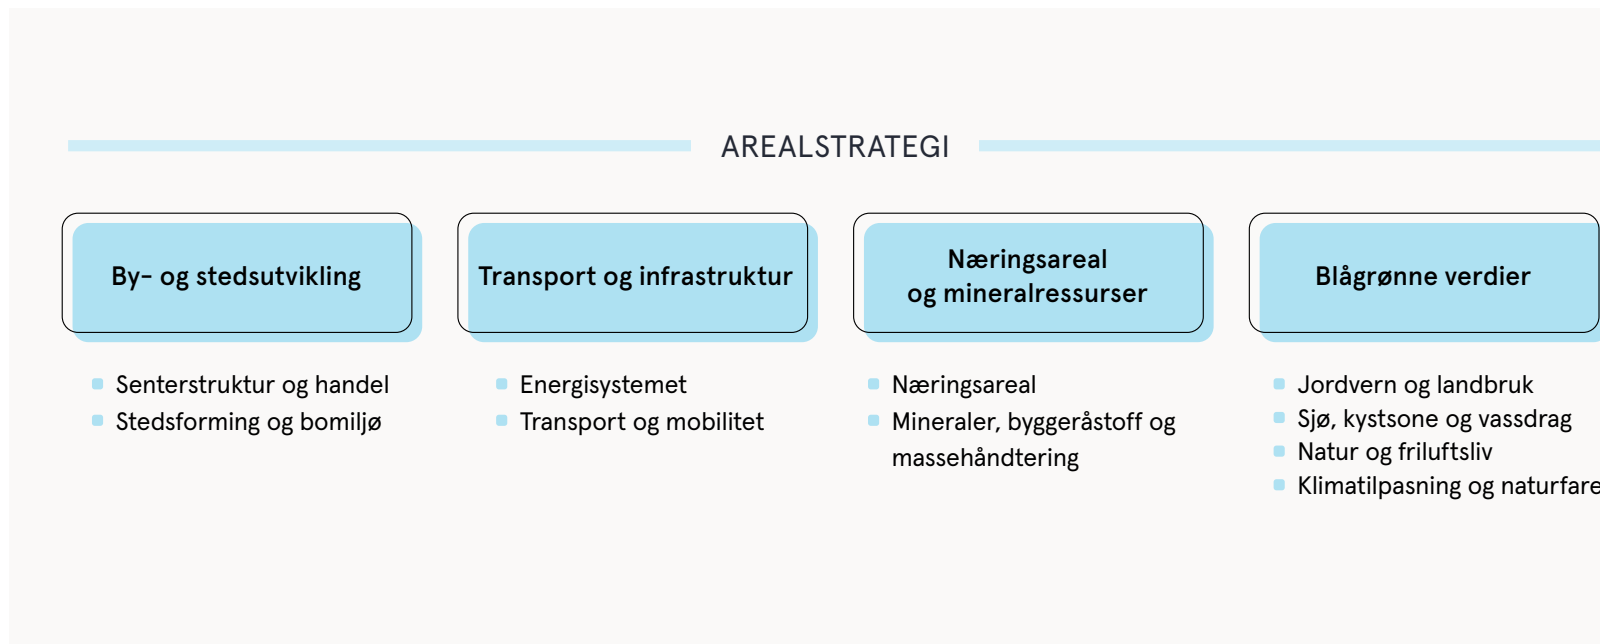 AREALSTRATEGI
By- og stedsutvikling
Senterstruktur og handel
Stedsforming og bomiljø
Transport og infrastruktur
Energisystemet
Transport og mobilitet
Næringsareal
og mineralressurser
Næringsareal
Mineraler, byggeråstoff og
massehåndtering
Blågrønne verdier
Jordvern og landbruk
Sjø, kystsone og vassdrag
Natur og friluftsliv
Klimatilpasning og naturfare